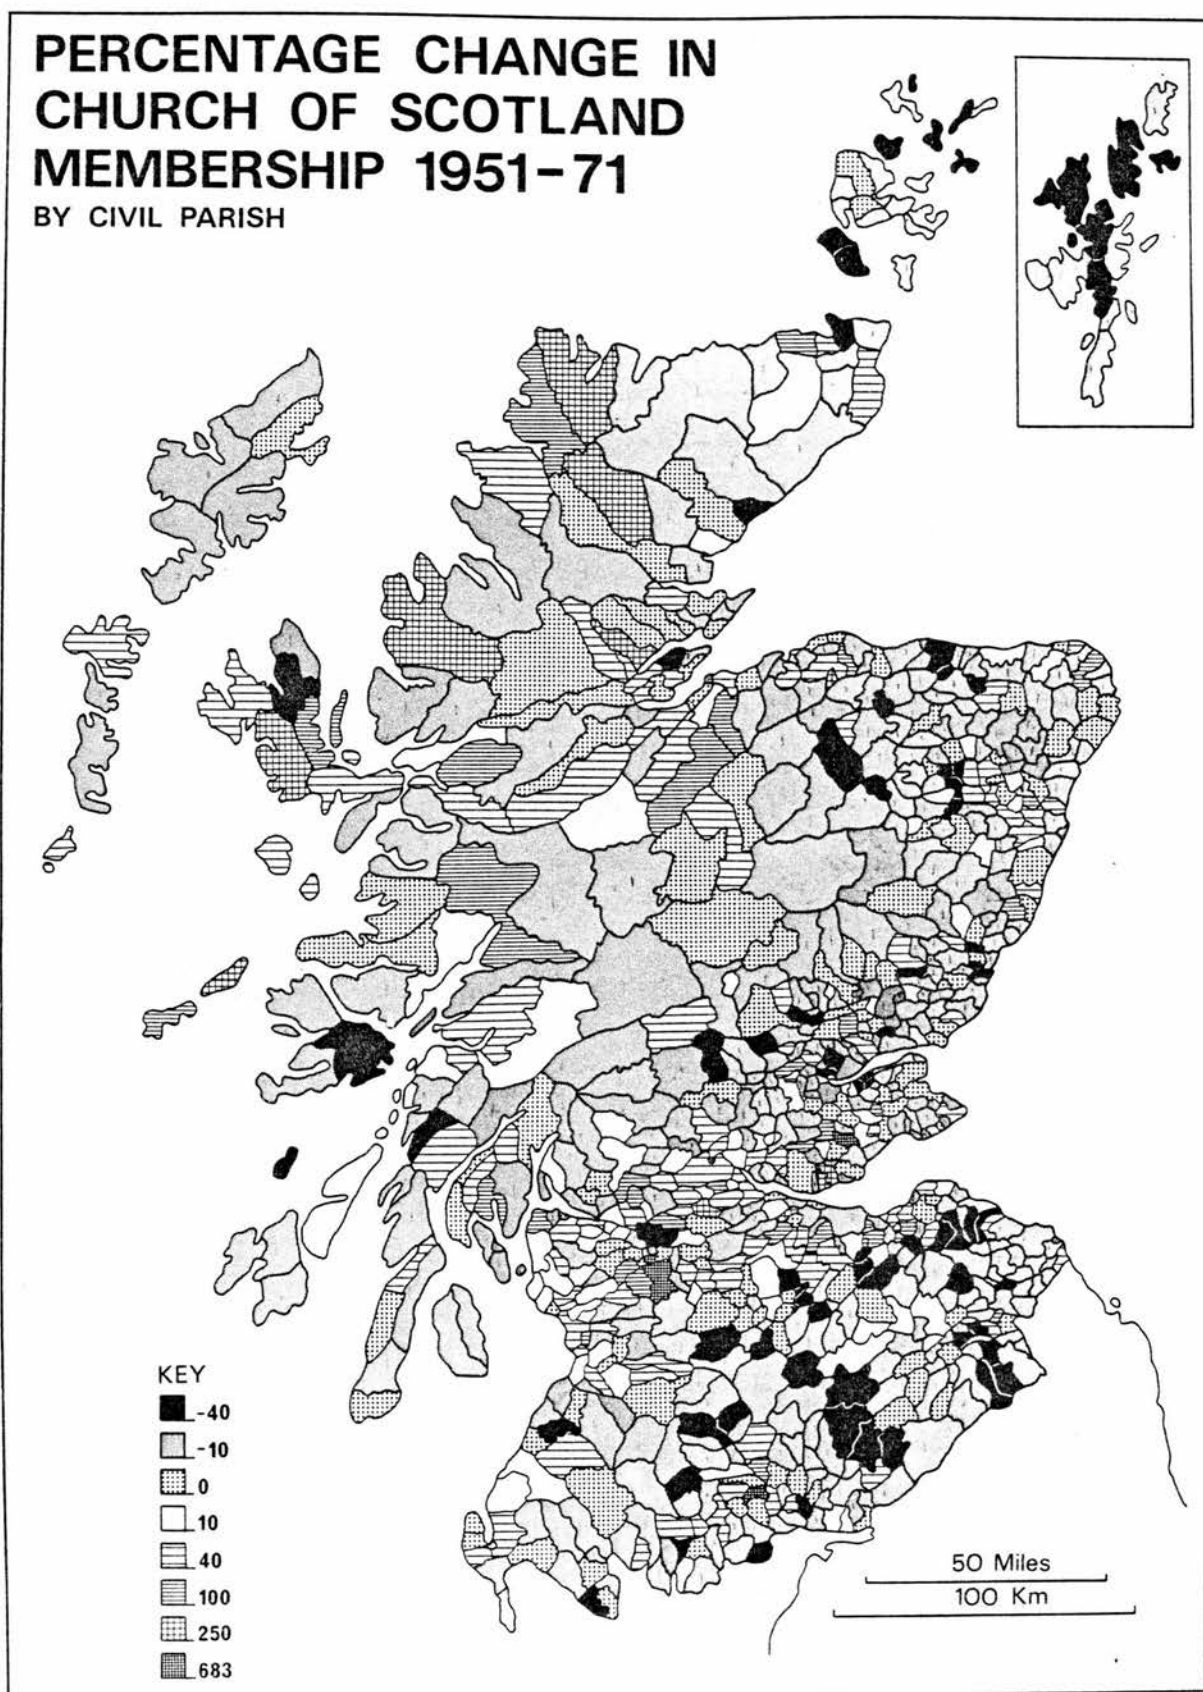 PERCENTAGE CHANGE IN
CHURCH OF SCOTLAND
MEMBERSHIP 1951-71
BY CIVIL PARISH
KEY
-40
-10
0
10
40
100
250
683
50 Miles
100 Km